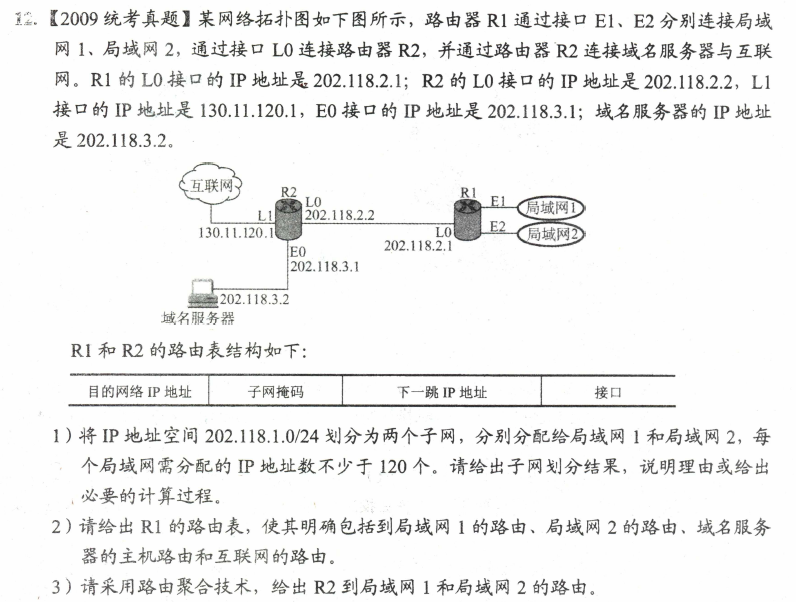 12.【2009 统考真题】某网络拓扑图如下图所示，路由器 R1 通过接口 E1、E2 分别连接局域
网 1、局域网 2，通过接口 L0 连接路由器 R2，并通过路由器 R2 连接域名服务器与互联
网。R1 的 L0 接口的 IP 地址是 202.118.2.1；R2 的 L0 接口的 IP 地址是 202.118.2.2，L1
接口的 IP 地址是 130.11.120.1，E0 接口的 IP 地址是 202.118.3.1；域名服务器的 IP 地址
是 202.118.3.2。
互联网
R2
L0
202.118.2.2
L1
130.11.120.1
E0
202.118.3.1
R1
E1
局域网1
E2
局域网2
L0
202.118.2.1
202.118.3.2
域名服务器
R1 和 R2 的路由表结构如下：
目的网络 IP 地址 子网掩码 下一跳 IP 地址 接口
1）将 IP 地址空间 202.118.1.0/24 划分为两个子网，分别分配给局域网 1 和局域网 2，每
个局域网需分配的 IP 地址数不少于 120 个。请给出子网划分结果，说明理由或给出
必要的计算过程。
2）请给出 R1 的路由表，使其明确包括到局域网 1 的路由、局域网 2 的路由、域名服务
器的主机路由和互联网的路由。
3）请采用路由聚合技术，给出 R2 到局域网 1 和局域网 2 的路由。